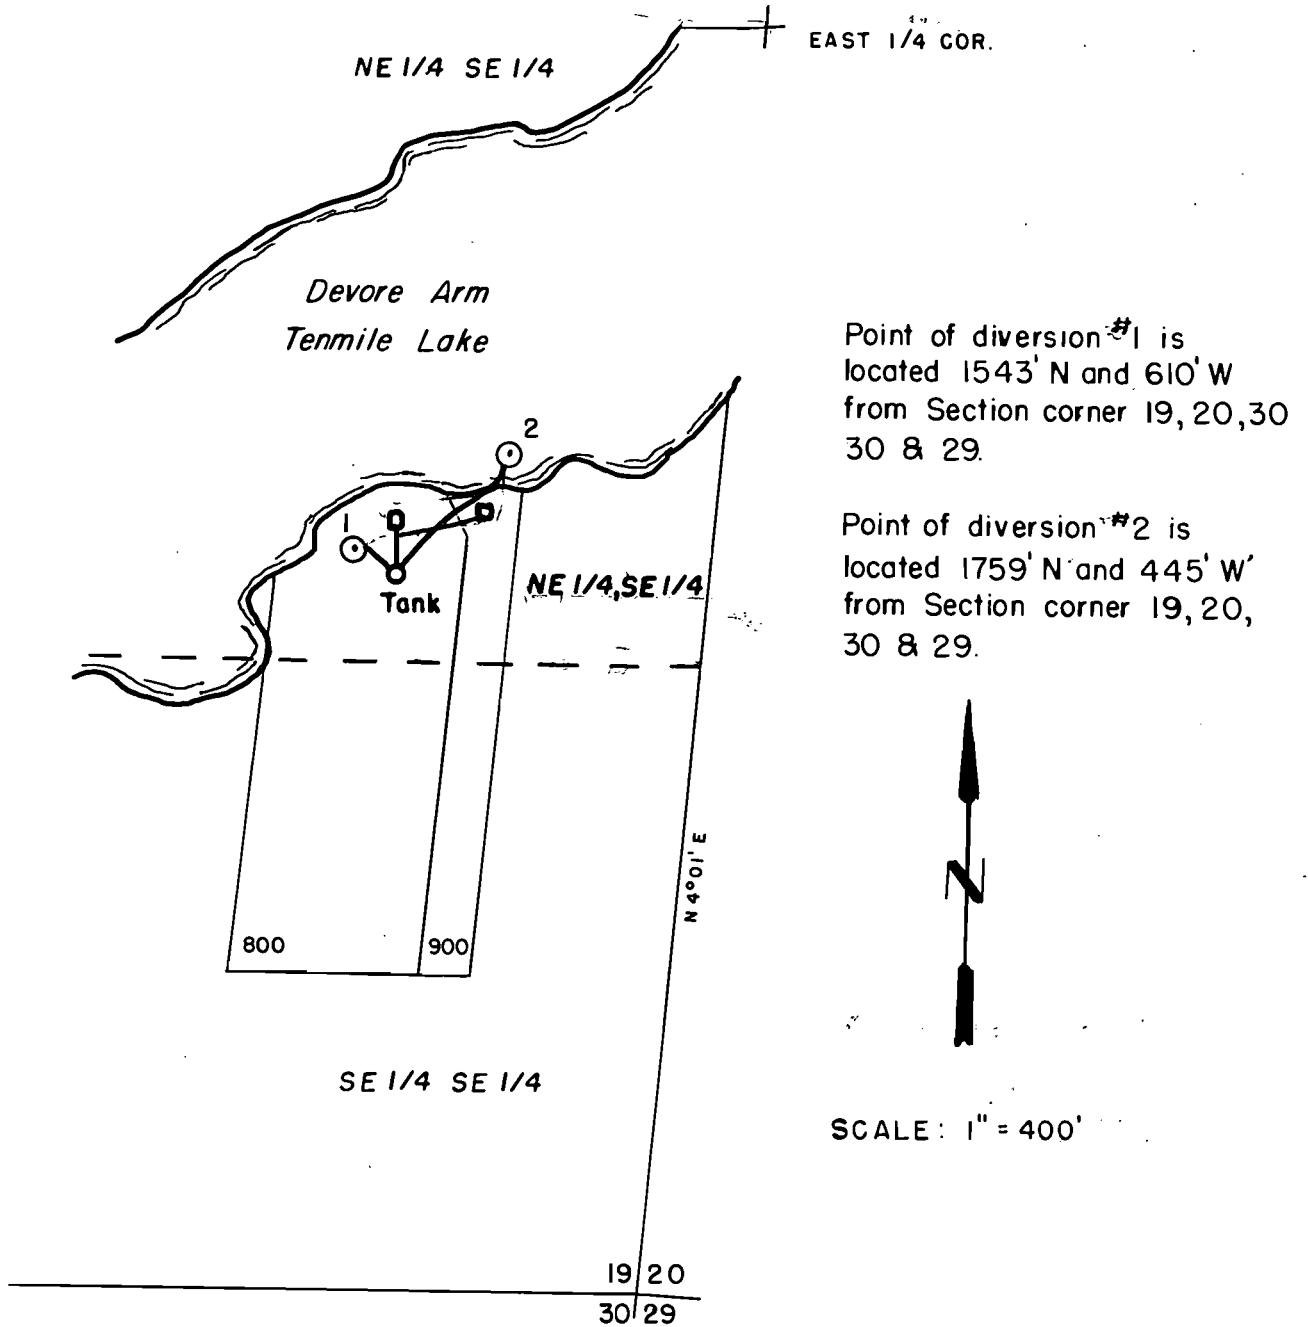 EAST 1/4 COR.
NE 1/4 SE 1/4
Devore Arm
Tenmile Lake
Point of diversion #1 is
located 1543' N and 610' W
from Section corner 19, 20, 30
30 & 29.
2
1
Tank
NE 1/4, SE 1/4
Point of diversion #2 is
located 1759' N and 445' W
from Section corner 19, 20,
30 & 29.
N 4°01' E
N
800
900
SE 1/4 SE 1/4
SCALE: 1" = 400'
19 20
30 29